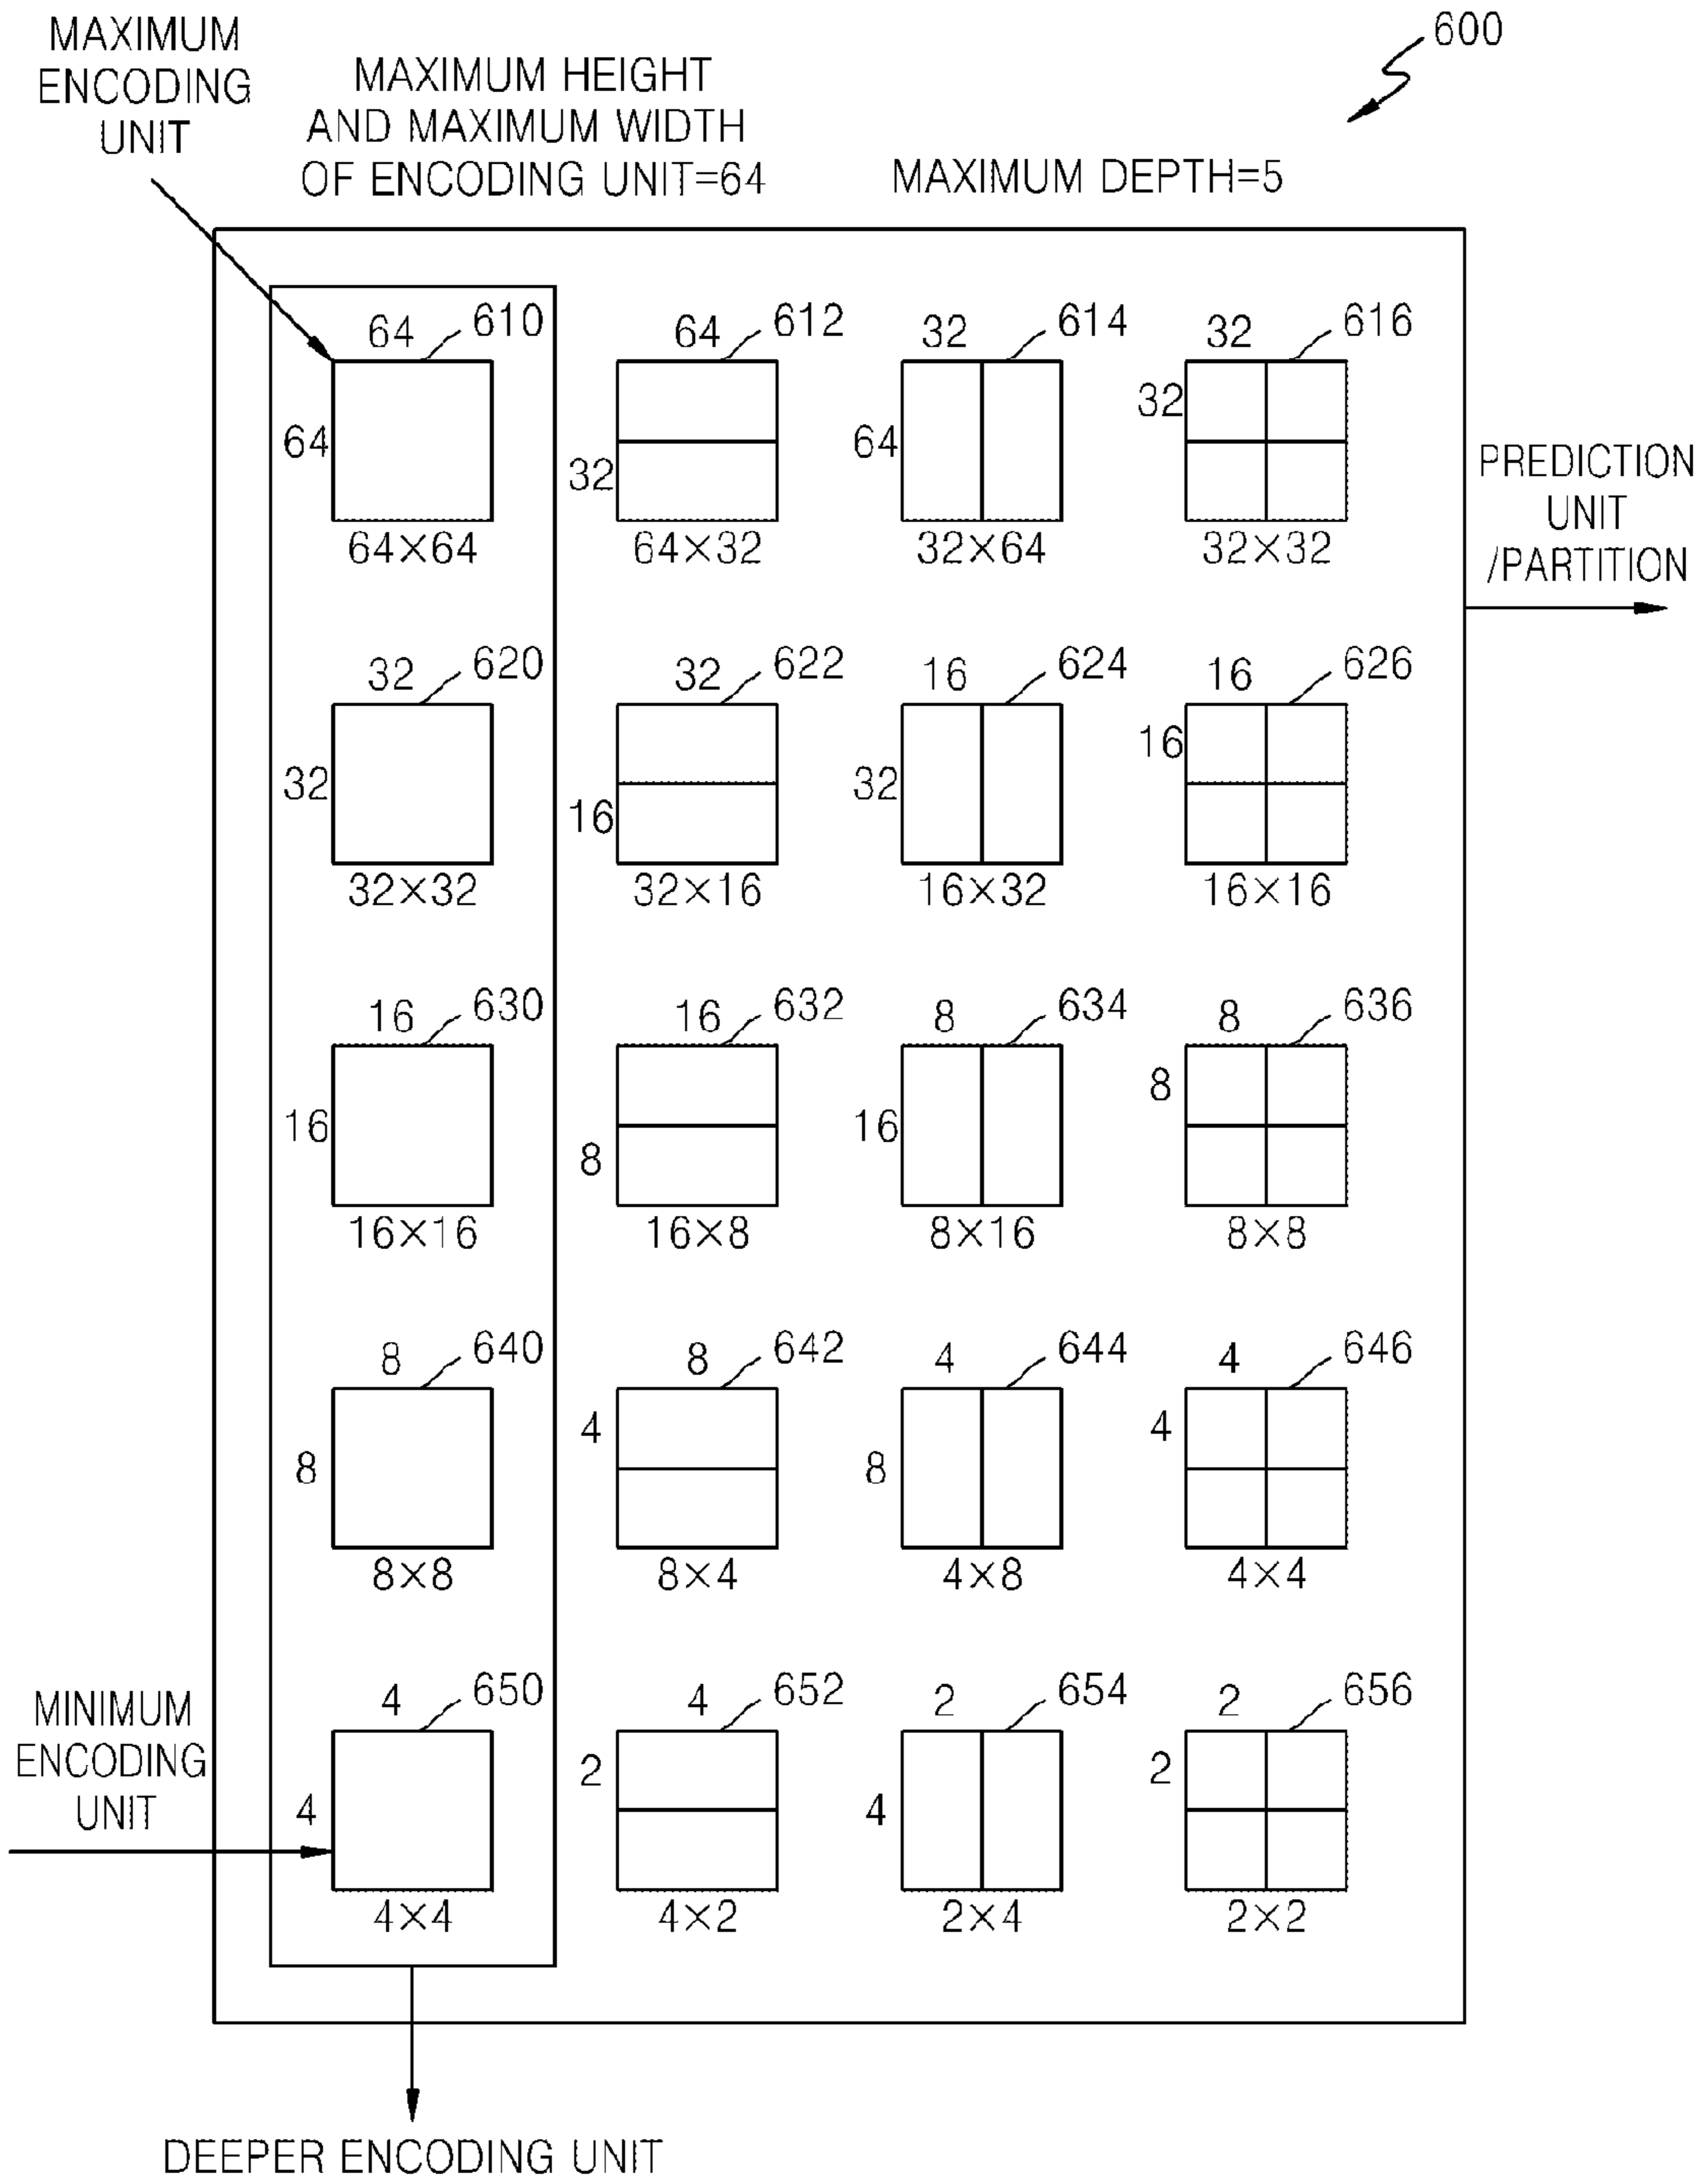 600
MAXIMUM
ENCODING
UNIT
MAXIMUM HEIGHT
AND MAXIMUM WIDTH
OF ENCODING UNIT=64
MAXIMUM DEPTH=5
64 610 64 612 32 614 32 616
64 32 64 32
64×64 64×32 32×64 32×32
PREDICTION
UNIT
/PARTITION
32 620 32 622 16 624 16 626
32 16 32 16
32×32 32×16 16×32 16×16
16 630 16 632 8 634 8 636
16 8 16 8
16×16 16×8 8×16 8×8
8 640 8 642 4 644 4 646
8 4 8 4
8×8 8×4 4×8 4×4
MINIMUM
ENCODING
UNIT
4 650 4 652 2 654 2 656
4 2 4 2
4×4 4×2 2×4 2×2
DEEPER ENCODING UNIT